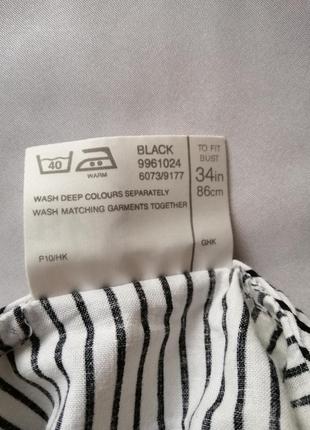 40
WARM
BLACK
9961024
6073/9177
TO FIT
BUST
34in
86cm
WASH DEEP COLOURS SEPARATELY
WASH MATCHING GARMENTS TOGETHER
P10/HK
GHK